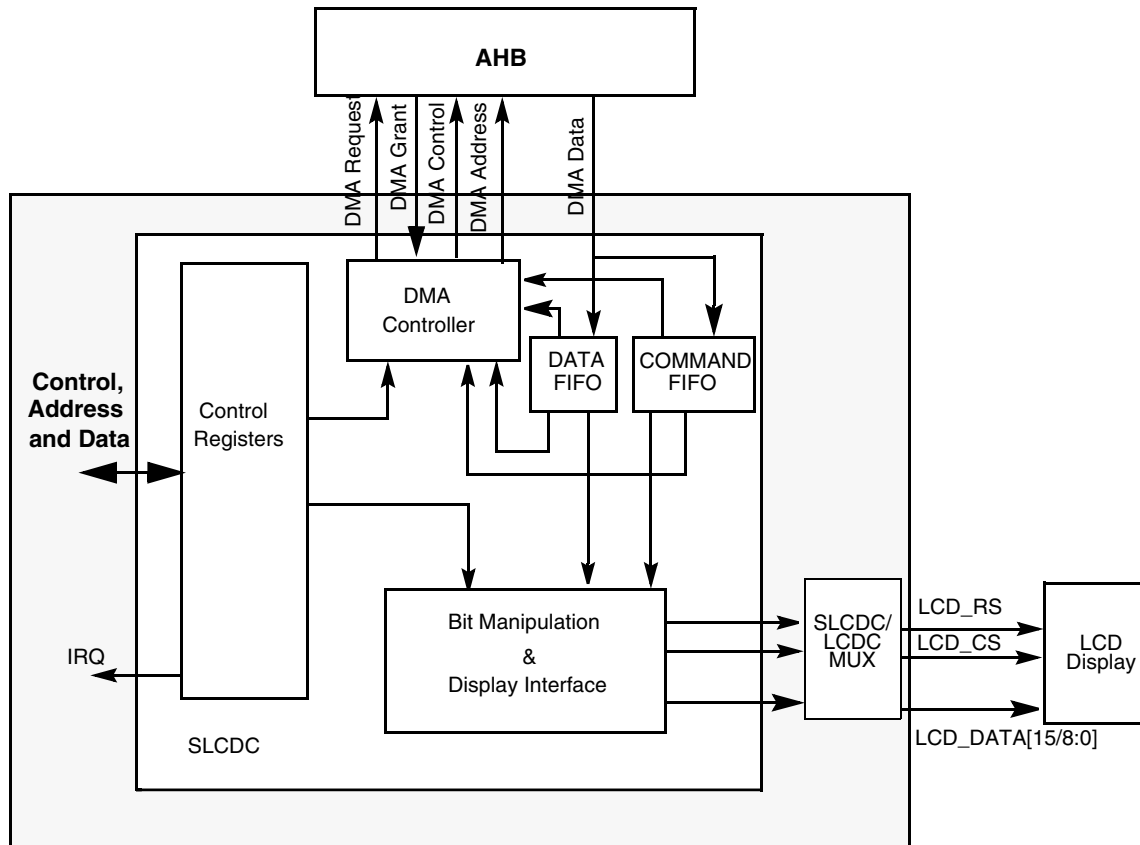 AHB
DMA Request
DMA Grant
DMA Control
DMA Address
DMA Data
DMA
Controller
DATA
FIFO
COMMAND
FIFO
Control,
Address
and Data
Control
Registers
Bit Manipulation
&
Display Interface
SLCDC/
LCDC
MUX
LCD_RS
LCD_CS
LCD_DATA[15/8:0]
LCD
Display
IRQ
SLCDC